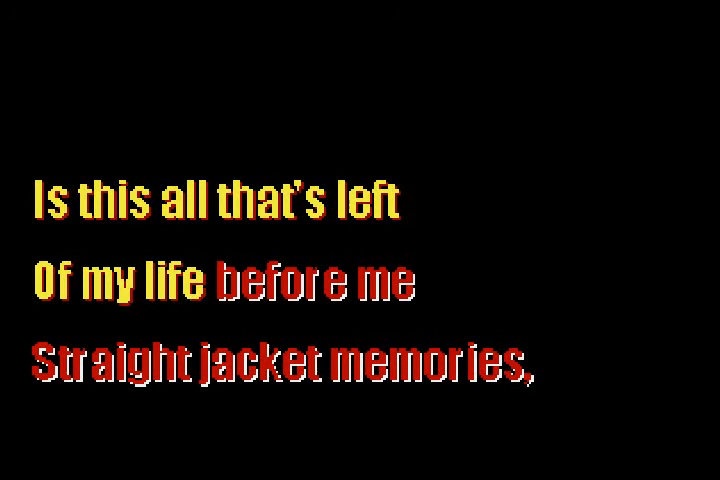 Is this all that's left
Of my life before me
Straight jacket memories,